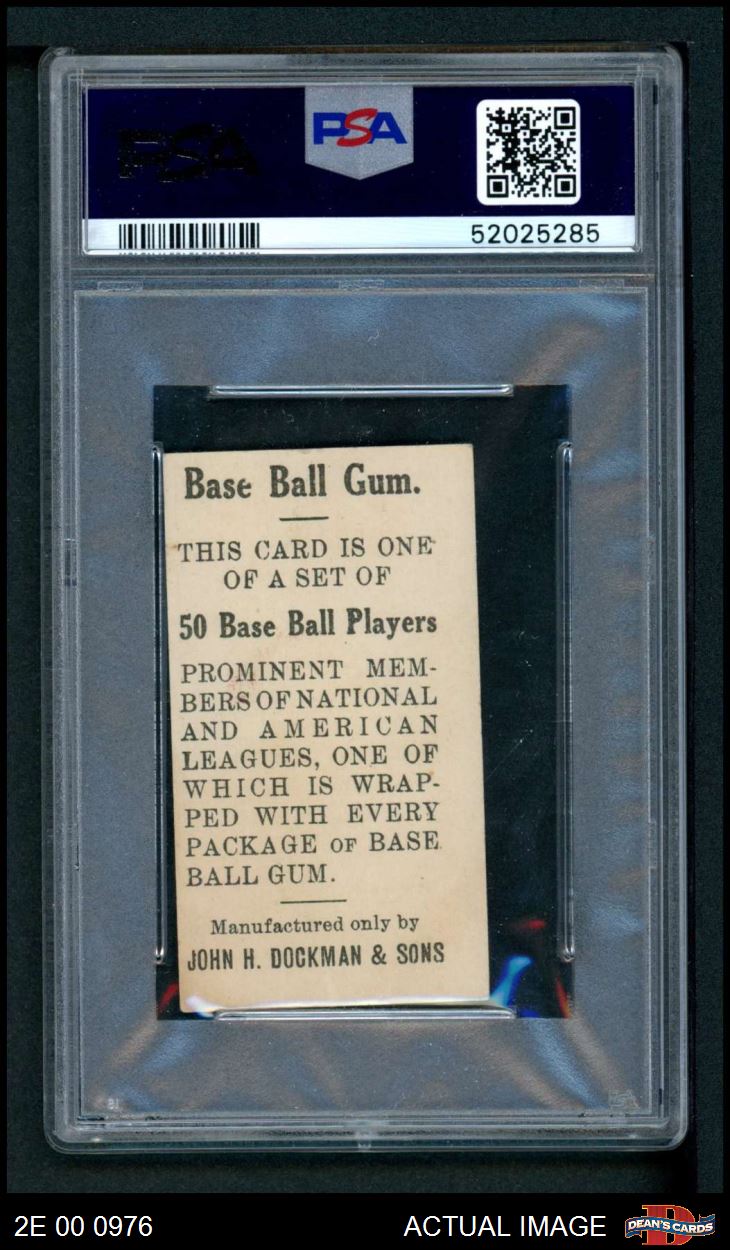 PSA
PSA
52025285
Base Ball Gum.
THIS CARD IS ONE
OF A SET OF
50 Base Ball Players
PROMINENT MEM-
BERS OF NATIONAL
AND AMERICAN
LEAGUES, ONE OF
WHICH IS WRAP-
PED WITH EVERY
PACKAGE OF BASE
BALL GUM.
Manufactured only by
JOHN H. DOCKMAN & SONS
2E 00 0976
ACTUAL IMAGE
D
DEAN'S CARDS